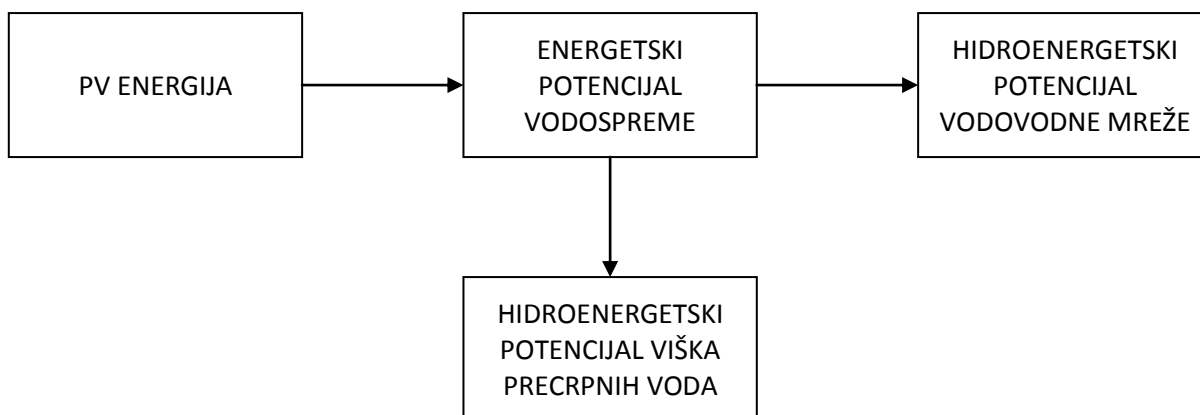 PV ENERGIJA
ENERGETSKI
POTENCIJAL
VODOSPREME
HIDROENERGETSKI
POTENCIJAL
VODOVODNE MREŽE
HIDROENERGETSKI
POTENCIJAL VIŠKA
PRECRPNIH VODA